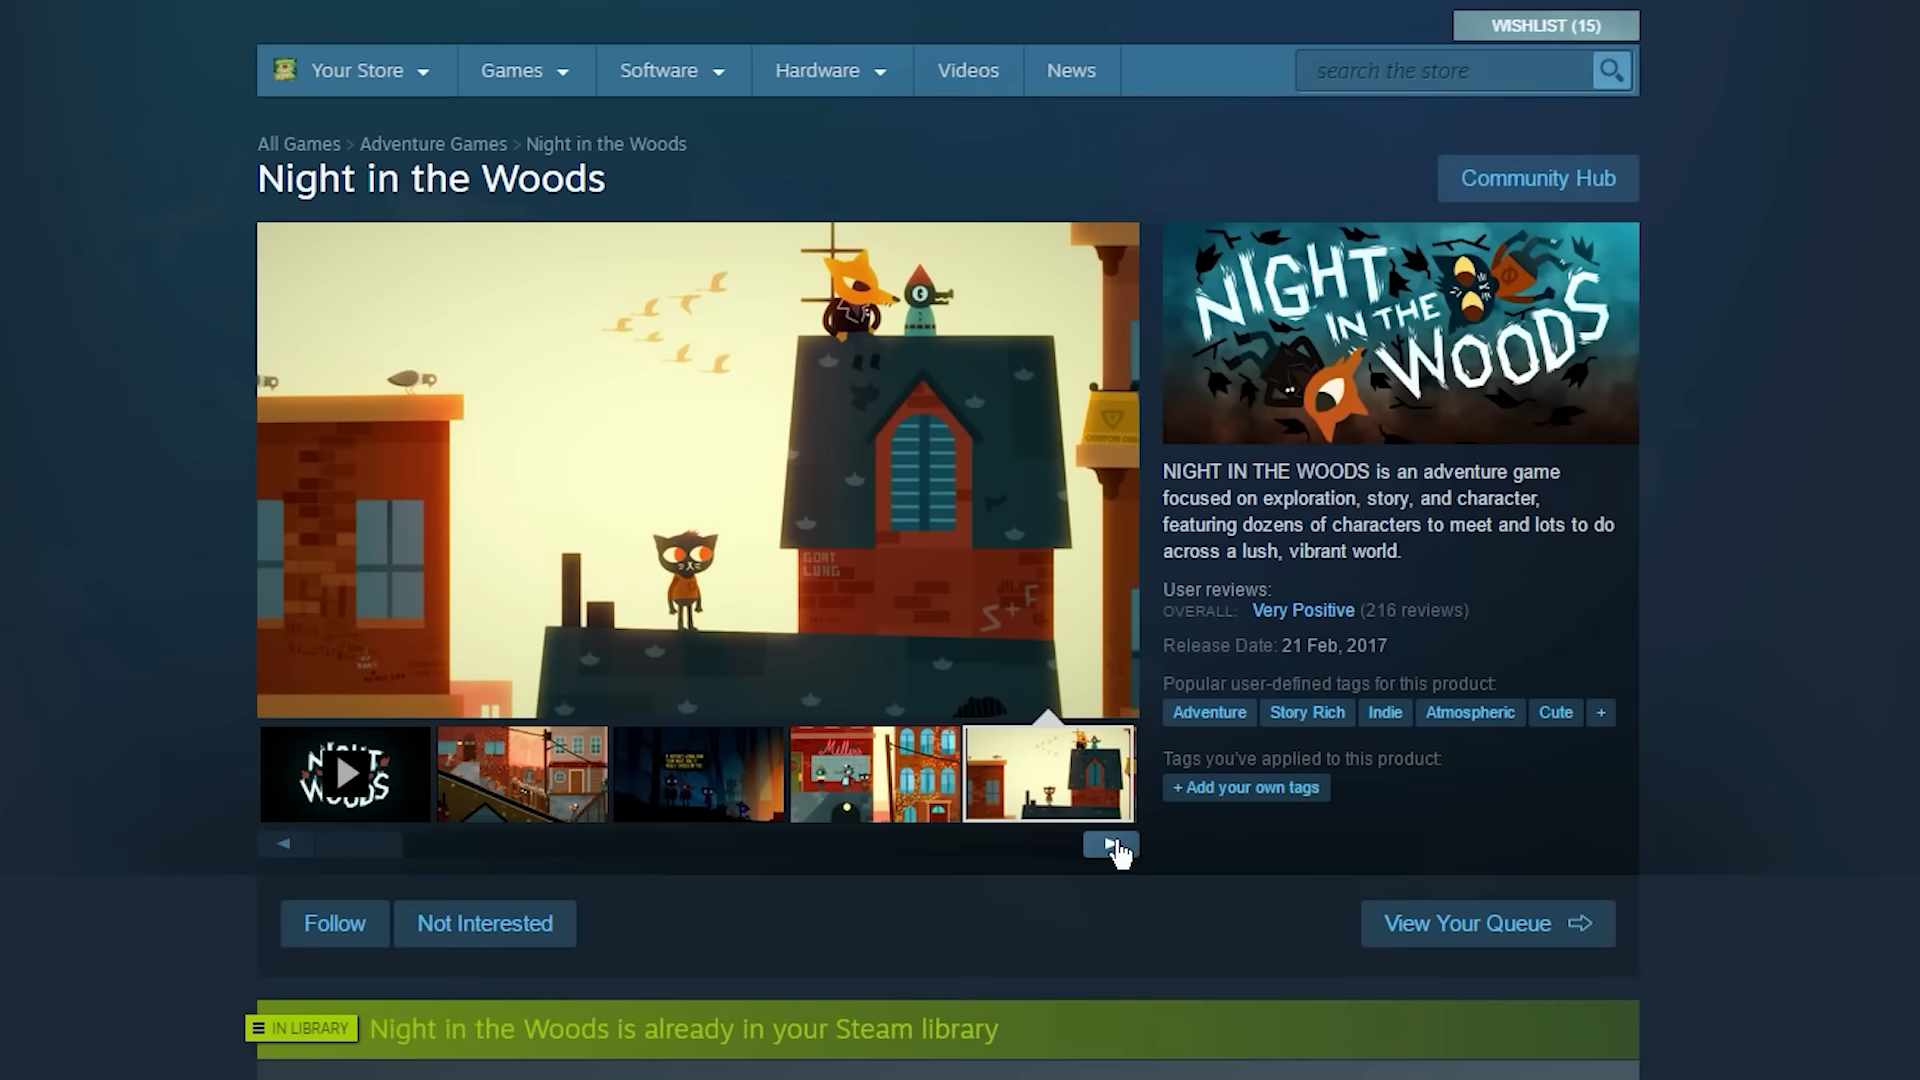 WISHLIST (15)
Your Store
Games
Software
Hardware
Videos
News
search the store
All Games > Adventure Games > Night in the Woods
Night in the Woods
Community Hub
GOAT
LUNG
S+F
NIGHT
IN THE
WOODS
NIGHT IN THE WOODS is an adventure game
focused on exploration, story, and character,
featuring dozens of characters to meet and lots to do
across a lush, vibrant world.
User reviews:
OVERALL: Very Positive (216 reviews)
Release Date: 21 Feb, 2017
Popular user-defined tags for this product:
Adventure
Story Rich
Indie
Atmospheric
Cute
+
Millers
Tags you've applied to this product:
+ Add your own tags
Follow
Not Interested
View Your Queue
IN LIBRARY
Night in the Woods is already in your Steam library